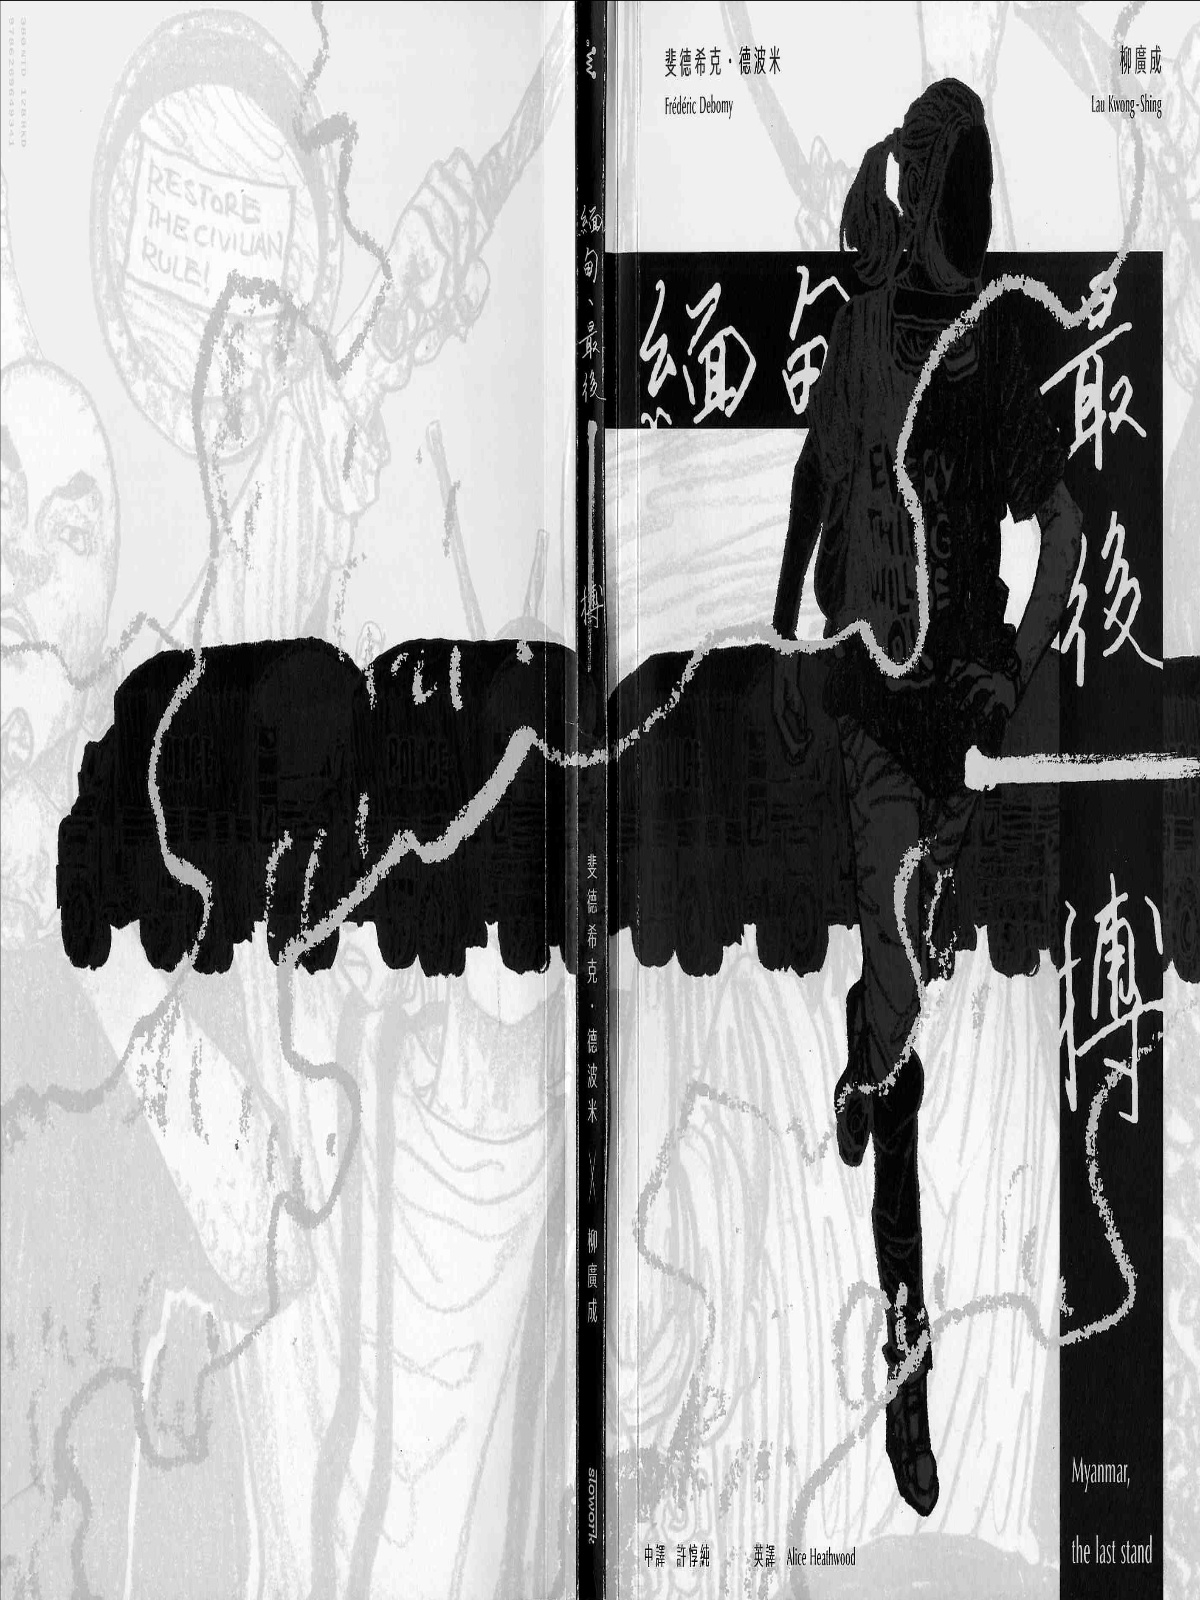 斐德希克・德波米
Frédéric Debomy
柳廣成
Lau Kwong-Shing
緬甸
最後
一搏
Myanmar,
the last stand
中譯 許惇純 英譯 Alice Heathwood
緬甸、最後一搏
斐德希克・德波米 ╳ 柳廣成
slowork
RESTORE
THE CIVILIAN
RULE!
POLICE
POLICE